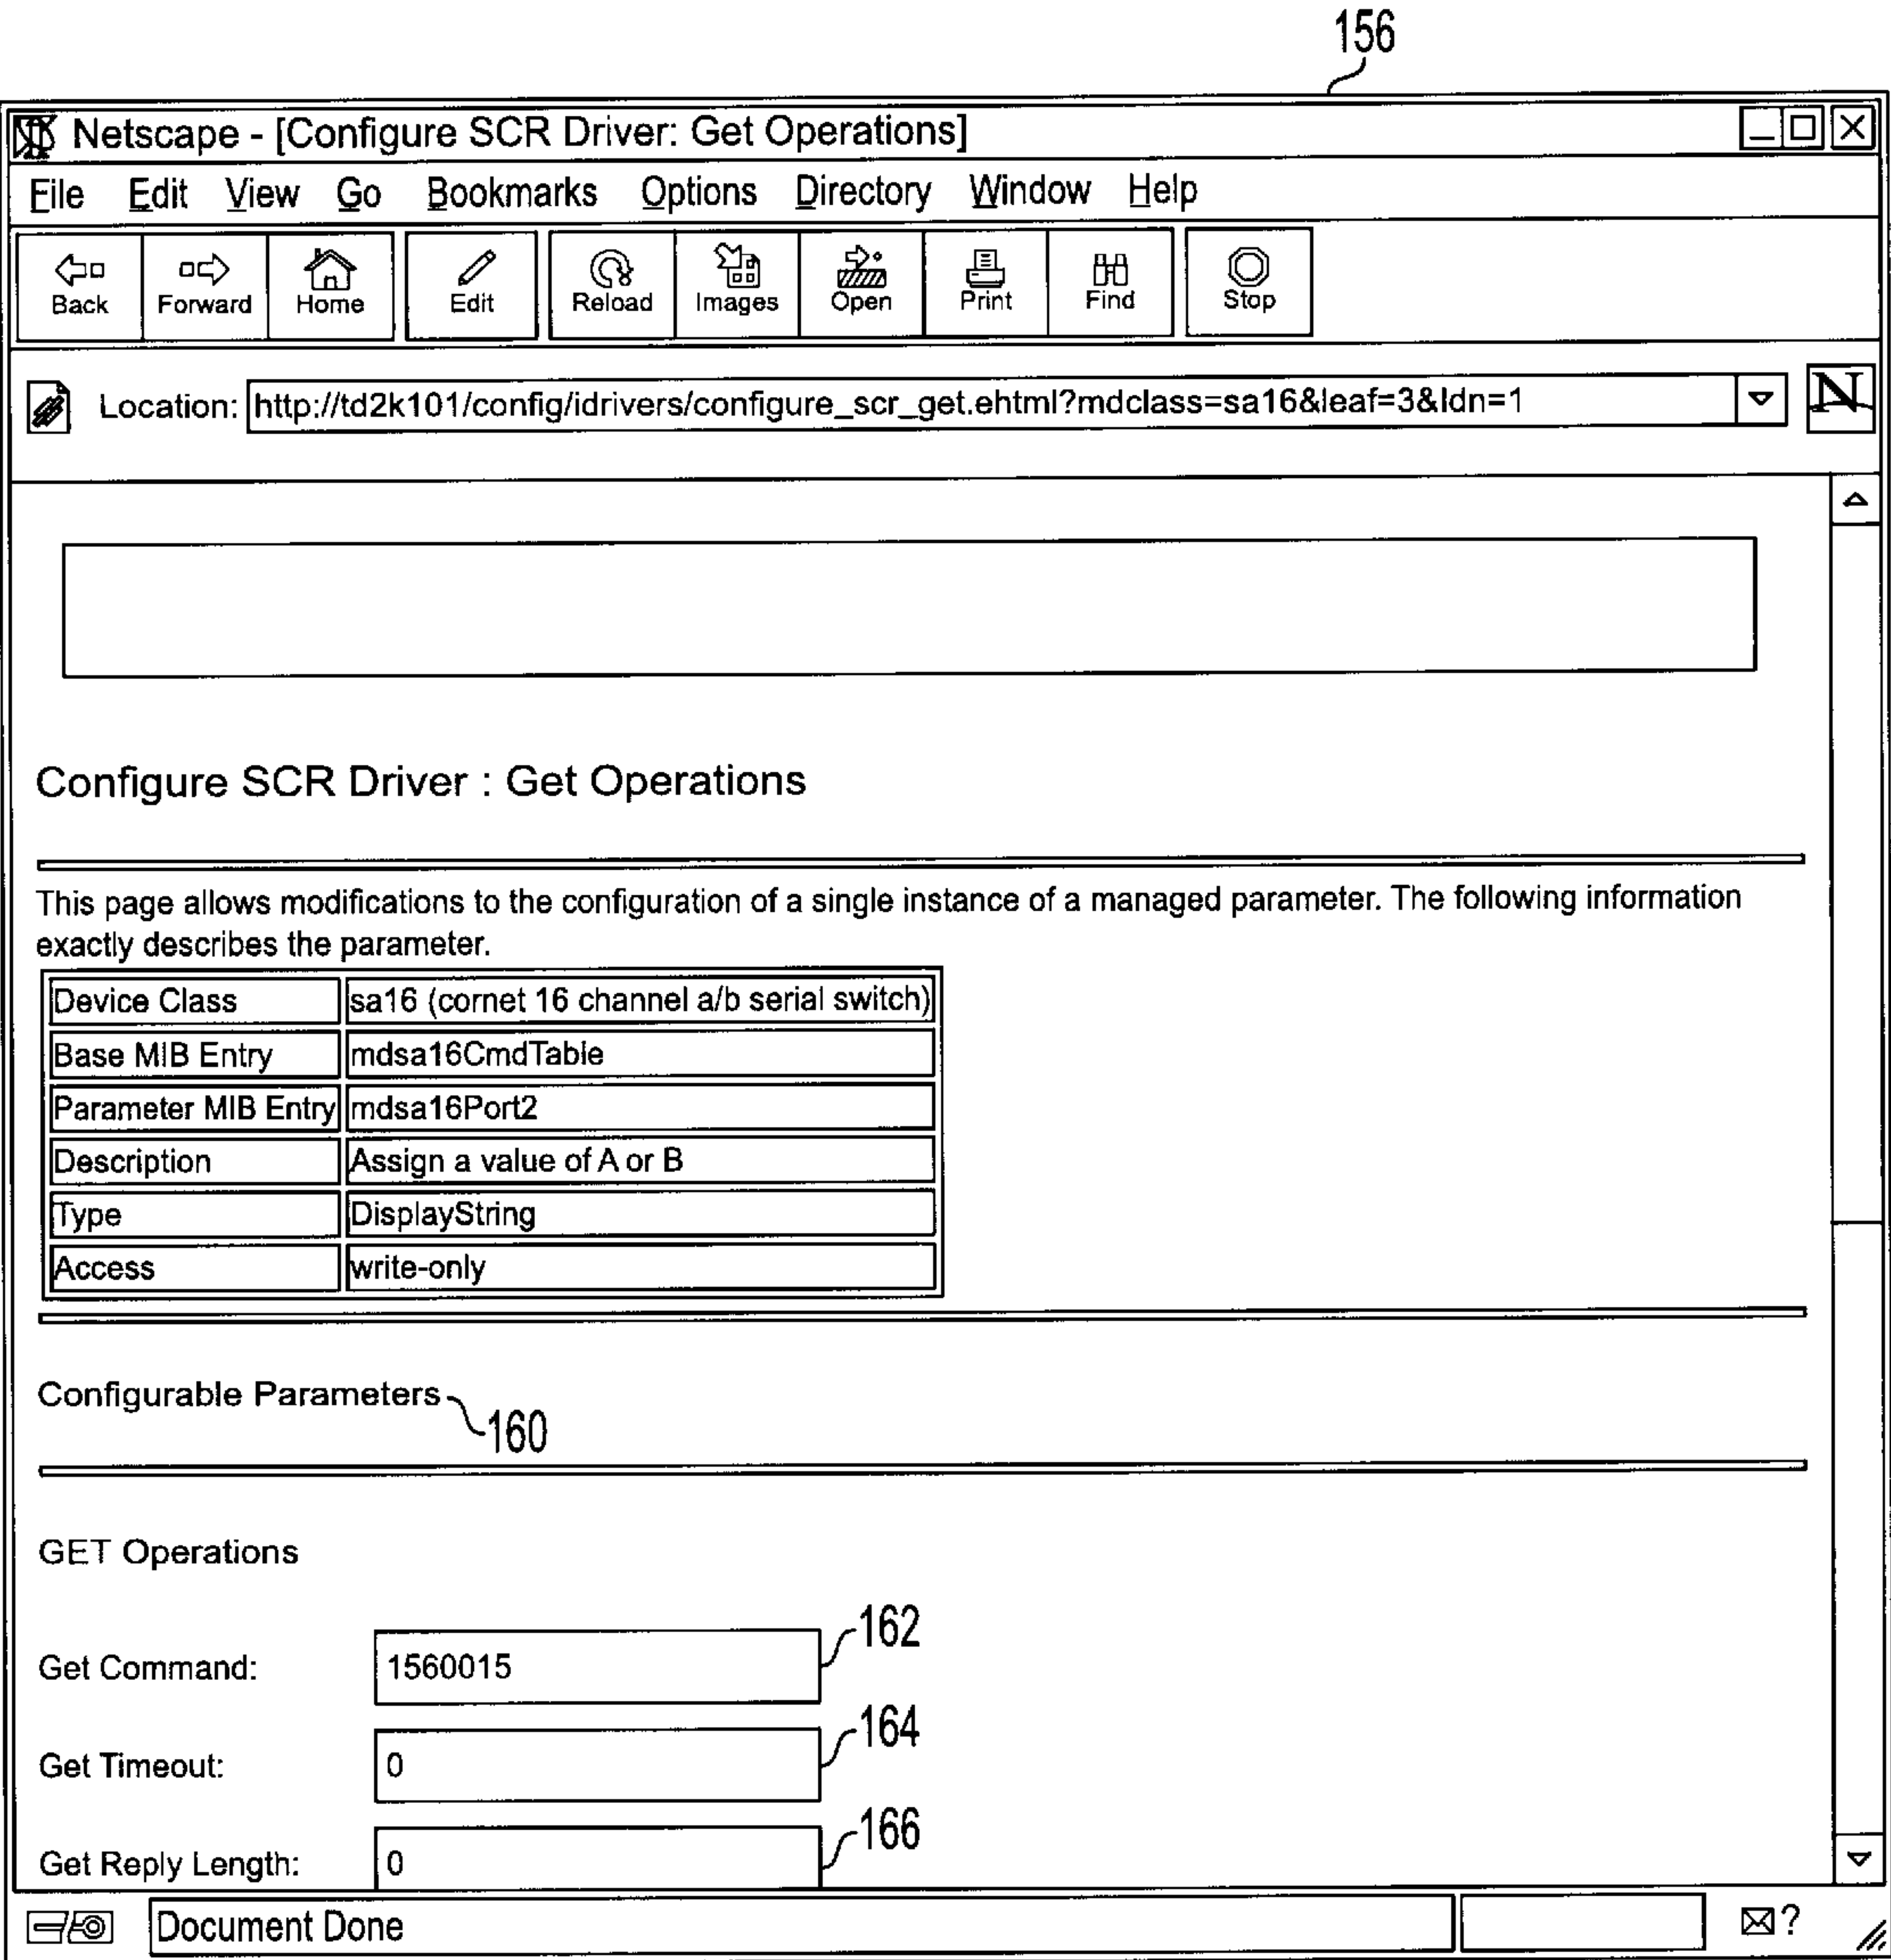 156
Netscape - [Configure SCR Driver: Get Operations]
File Edit View Go Bookmarks Options Directory Window Help
Back Forward Home Edit Reload Images Open Print Find Stop
Location: http://td2k101/config/idrivers/configure_scr_get.ehtml?mdclass=sa16&leaf=3&ldn=1
N
Configure SCR Driver : Get Operations
This page allows modifications to the configuration of a single instance of a managed parameter. The following information
exactly describes the parameter.
Device Class sa16 (cornet 16 channel a/b serial switch)
Base MIB Entry mdsa16CmdTable
Parameter MIB Entry mdsa16Port2
Description Assign a value of A or B
Type DisplayString
Access write-only
Configurable Parameters
160
GET Operations
162
Get Command: 1560015
164
Get Timeout: 0
166
Get Reply Length: 0
Document Done
?